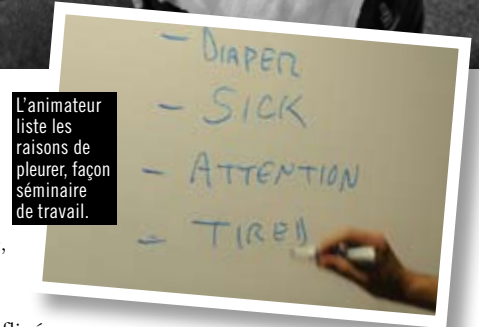 - DIAPER
- SICK
- ATTENTION
- TIRED
L'animateur
liste les
raisons de
pleurer, façon
séminaire
de travail.
,